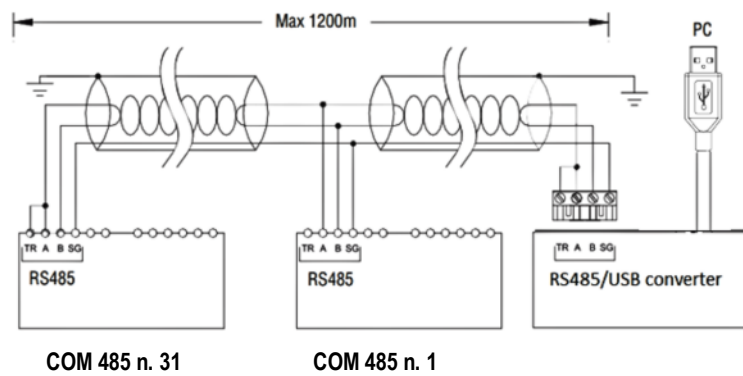 Max 1200m
PC
TR A B SG
RS485
TR A B SG
RS485
TR A B SG
RS485/USB converter
COM 485 n. 31
COM 485 n. 1